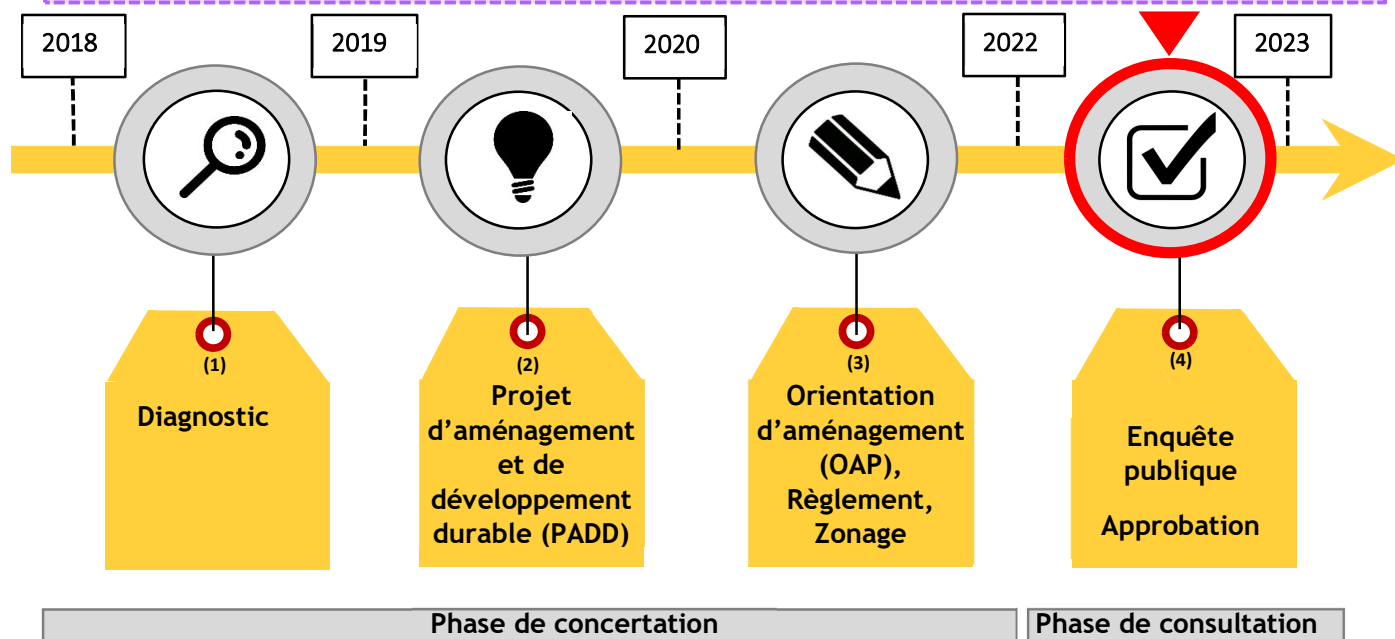 2018
2019
2020
2022
2023
(1)
Diagnostic
(2)
Projet
d’aménagement
et de
développement
durable (PADD)
(3)
Orientation
d’aménagement
(OAP),
Règlement,
Zonage
(4)
Enquête
publique
Approbation
Phase de concertation
Phase de consultation